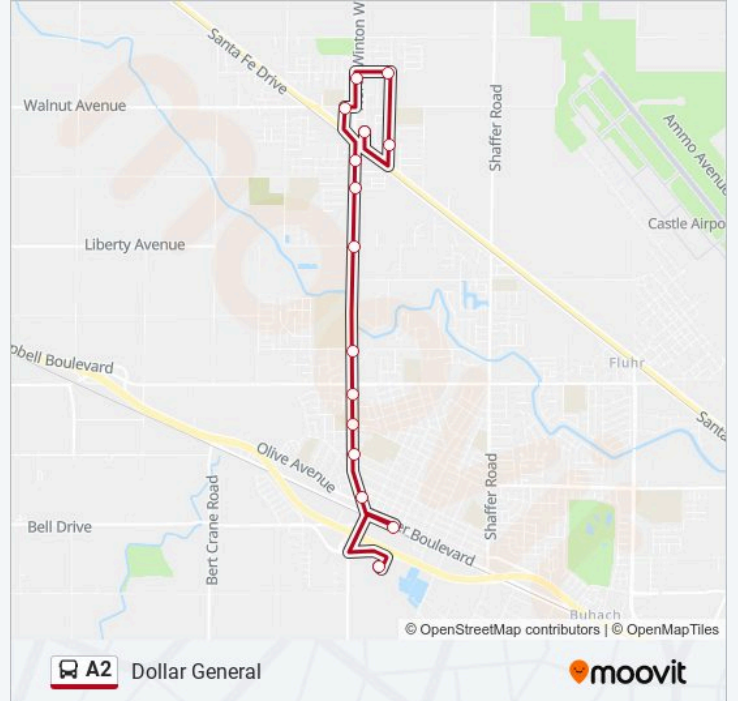 Winton W
Santa Fe Drive
Walnut Avenue
Shaffer Road
Ammo Avenue
Castle Airpo
Liberty Avenue
pbell Boulevard
Fluhr
Santa
Olive Avenue
Shaffer Road
Bert Crane Road
Bell Drive
er Boulevard
Buhach
© OpenStreetMap contributors | © OpenMapTiles
A2 Dollar General
moovit